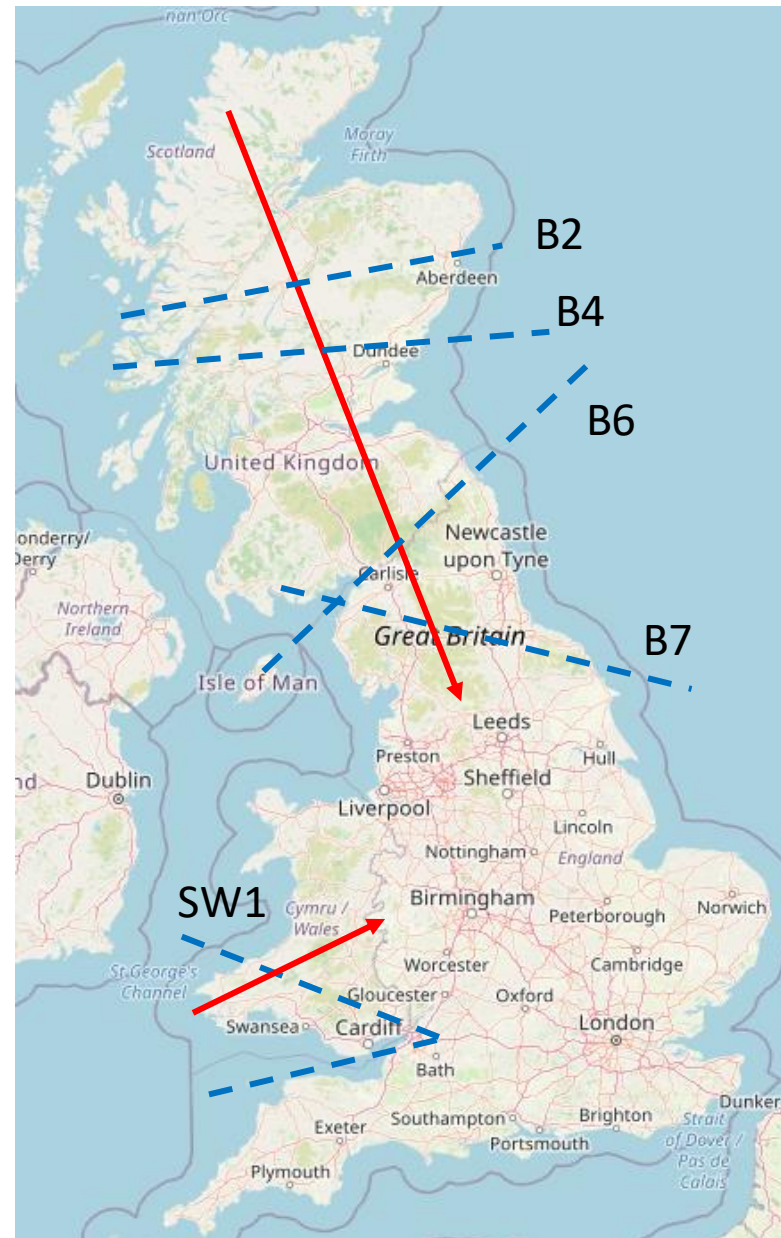 nan'Orc
Moray
Firth
Scotland
B2
Aberdeen
B4
Dundee
B6
United Kingdom
onderry/
Derry
Newcastle
upon Tyne
Carlisle
Northern
Ireland
Great Britain
B7
Isle of Man
Leeds
Preston
Hull
nd
Dublin
Sheffield
Liverpool
Lincoln
Nottingham
England
SW1
Cymru /
Wales
Birmingham
Peterborough
Norwich
St George's
Channel
Worcester
Cambridge
Gloucester
Oxford
Swansea
Cardiff
London
Bath
Dunker
Exeter
Southampton
Brighton
Portsmouth
Strait
of Dover /
Pas de
Calais
Plymouth